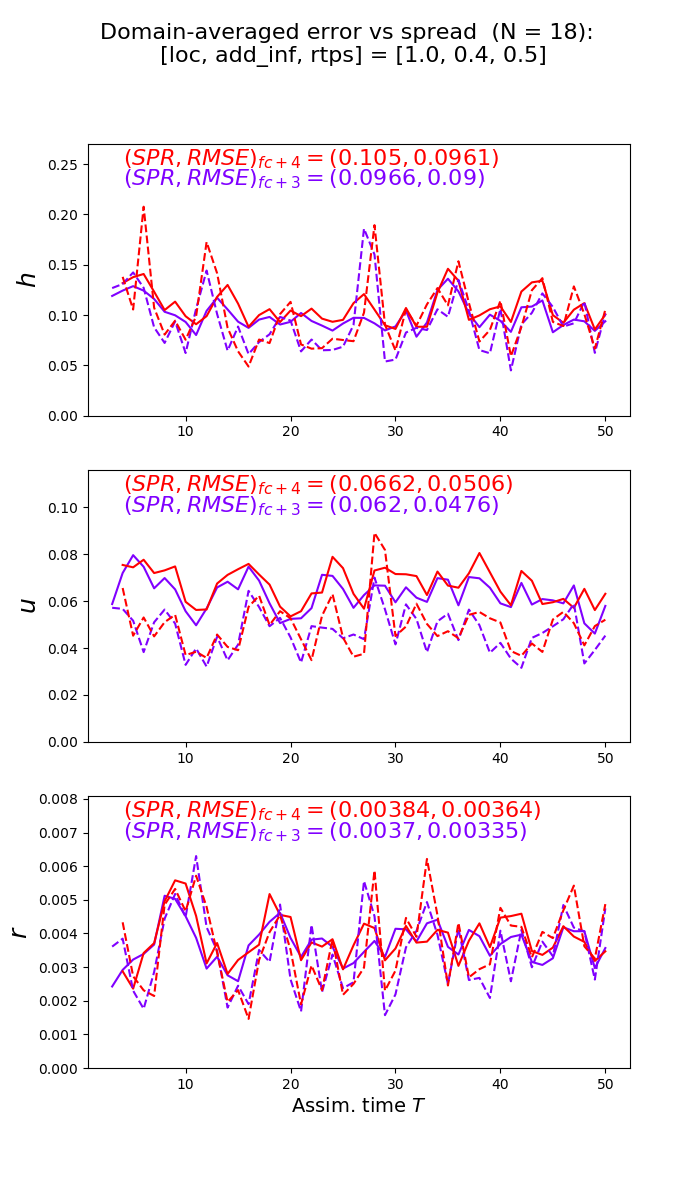 Domain-averaged error vs spread (N = 18):
[loc, add_inf, rtps] = [1.0, 0.4, 0.5]
(SPR, RMSE)fc+4 = (0.105, 0.0961)
(SPR, RMSE)fc+3 = (0.0966, 0.09)
h
0.25
0.20
0.15
0.10
0.05
0.00
10 20 30 40 50
(SPR, RMSE)fc+4 = (0.0662, 0.0506)
(SPR, RMSE)fc+3 = (0.062, 0.0476)
u
0.10
0.08
0.06
0.04
0.02
0.00
10 20 30 40 50
(SPR, RMSE)fc+4 = (0.00384, 0.00364)
(SPR, RMSE)fc+3 = (0.0037, 0.00335)
r
0.008
0.007
0.006
0.005
0.004
0.003
0.002
0.001
0.000
10 20 30 40 50
Assim. time T